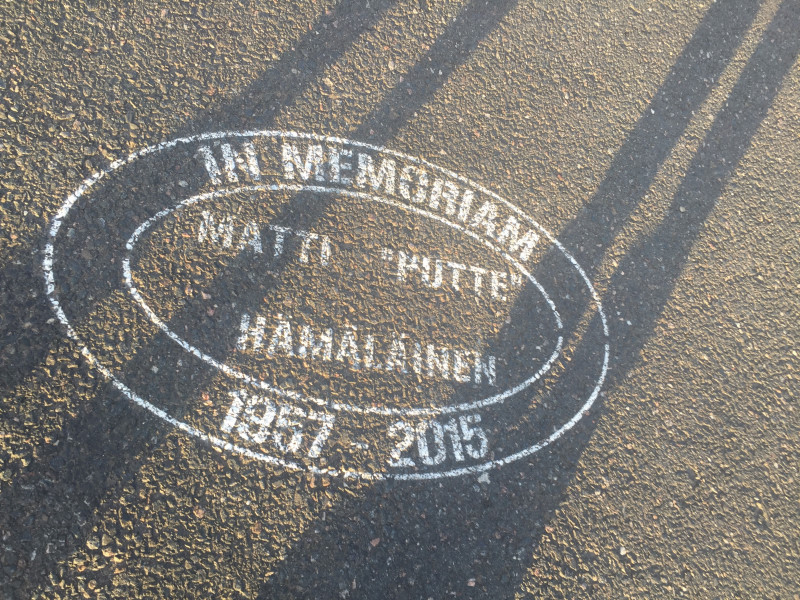 IN MEMORIAM
MATTI "PUTTE"
HÄMÄLÄINEN
1957 - 2015